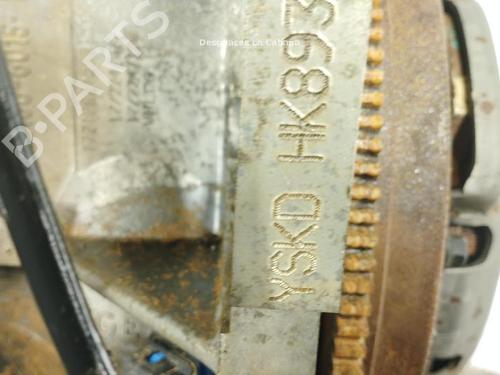 Desguaces La Cabaña
B-PARTS
YSKD HK893